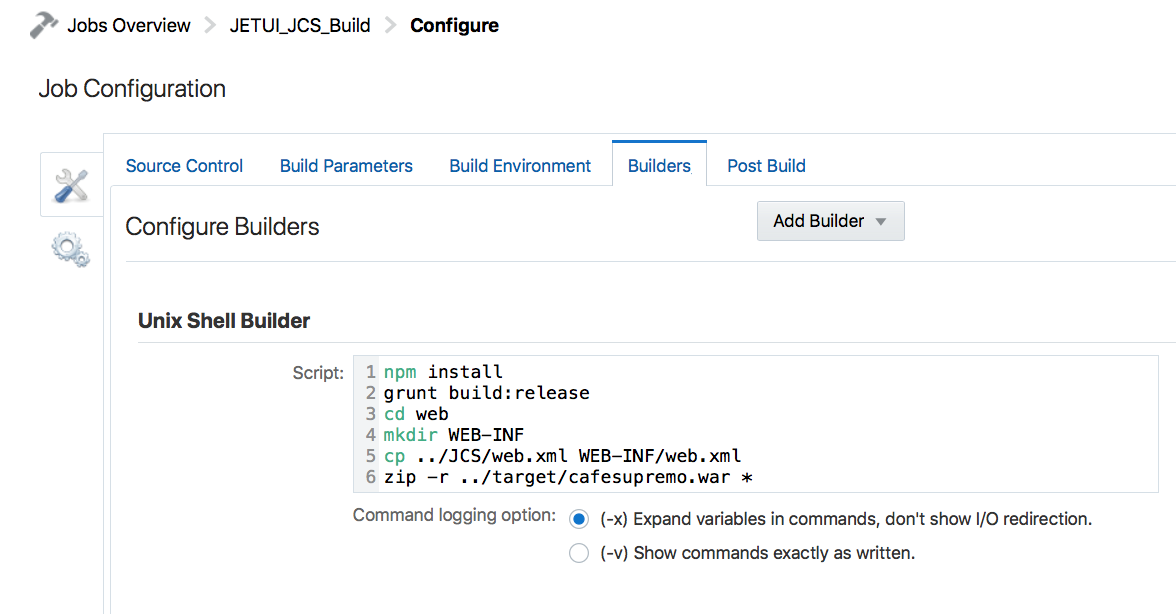 Jobs Overview > JETUI_JCS_Build > Configure
Job Configuration
Source Control Build Parameters Build Environment Builders Post Build
Configure Builders Add Builder
Unix Shell Builder
Script: 1 npm install
2 grunt build:release
3 cd web
4 mkdir WEB-INF
5 cp ../JCS/web.xml WEB-INF/web.xml
6 zip -r ../target/cafesupremo.war *
Command logging option: (-x) Expand variables in commands, don't show I/O redirection.
(-v) Show commands exactly as written.